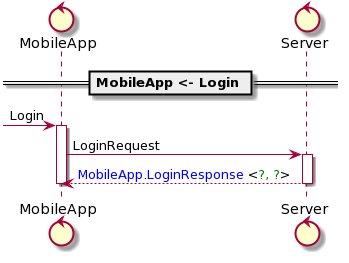 MobileApp
Server
MobileApp <- Login
Login
LoginRequest
MobileApp.LoginResponse <?, ?>
MobileApp
Server